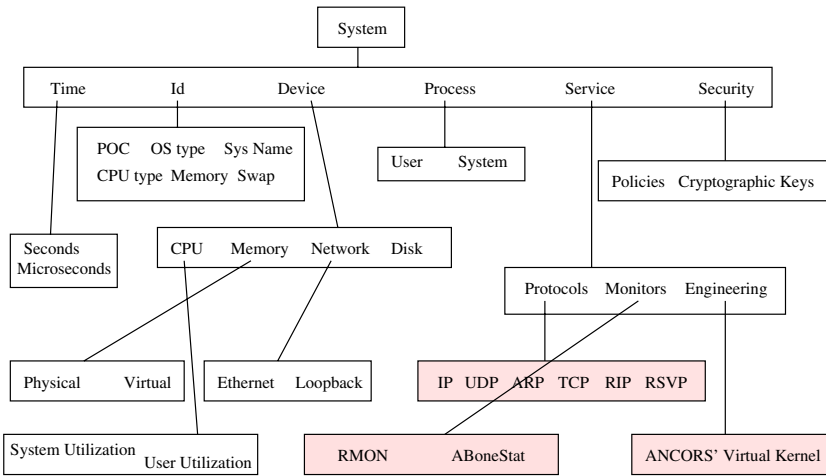 System
Time Id Device Process Service Security
POC OS type Sys Name
CPU type Memory Swap
User System
Policies Cryptographic Keys
Seconds
Microseconds
CPU Memory Network Disk
Protocols Monitors Engineering
Physical Virtual
Ethernet Loopback
IP UDP ARP TCP RIP RSVP
System Utilization
User Utilization
RMON ABoneStat
ANCORS' Virtual Kernel